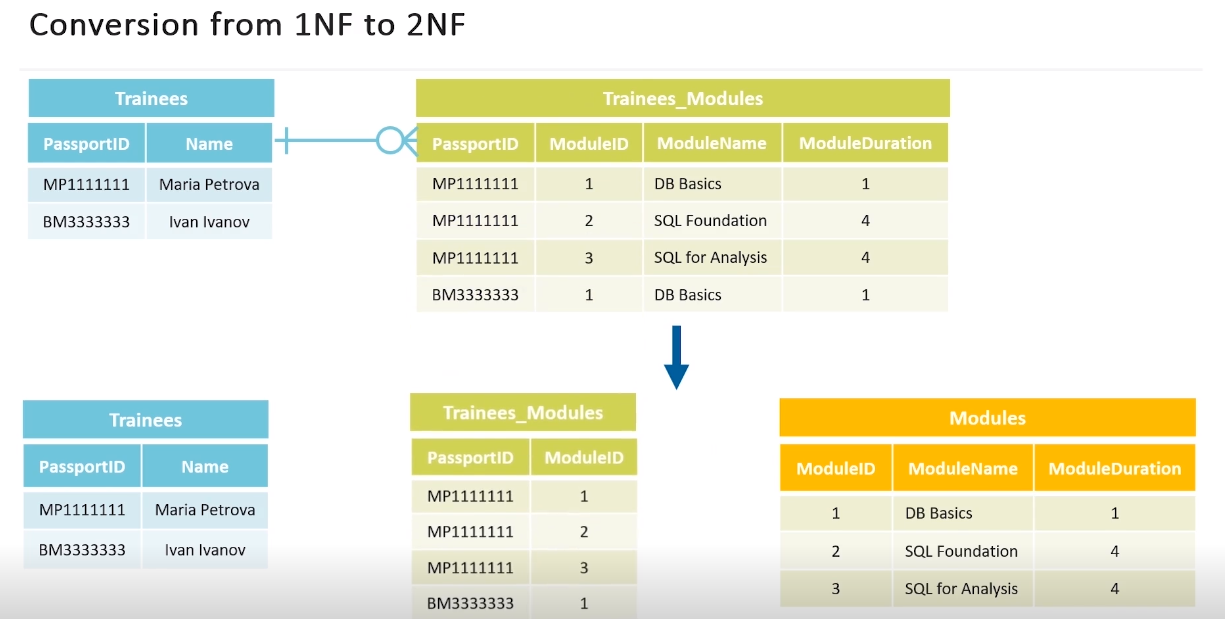 Conversion from 1NF to 2NF
Trainees
PassportID Name
MP1111111 Maria Petrova
BM3333333 Ivan Ivanov
Trainees_Modules
PassportID ModuleID ModuleName ModuleDuration
MP1111111 1 DB Basics 1
MP1111111 2 SQL Foundation 4
MP1111111 3 SQL for Analysis 4
BM3333333 1 DB Basics 1
Trainees
PassportID Name
MP1111111 Maria Petrova
BM3333333 Ivan Ivanov
Trainees_Modules
PassportID ModuleID
MP1111111 1
MP1111111 2
MP1111111 3
BM3333333 1
Modules
ModuleID ModuleName ModuleDuration
1 DB Basics 1
2 SQL Foundation 4
3 SQL for Analysis 4